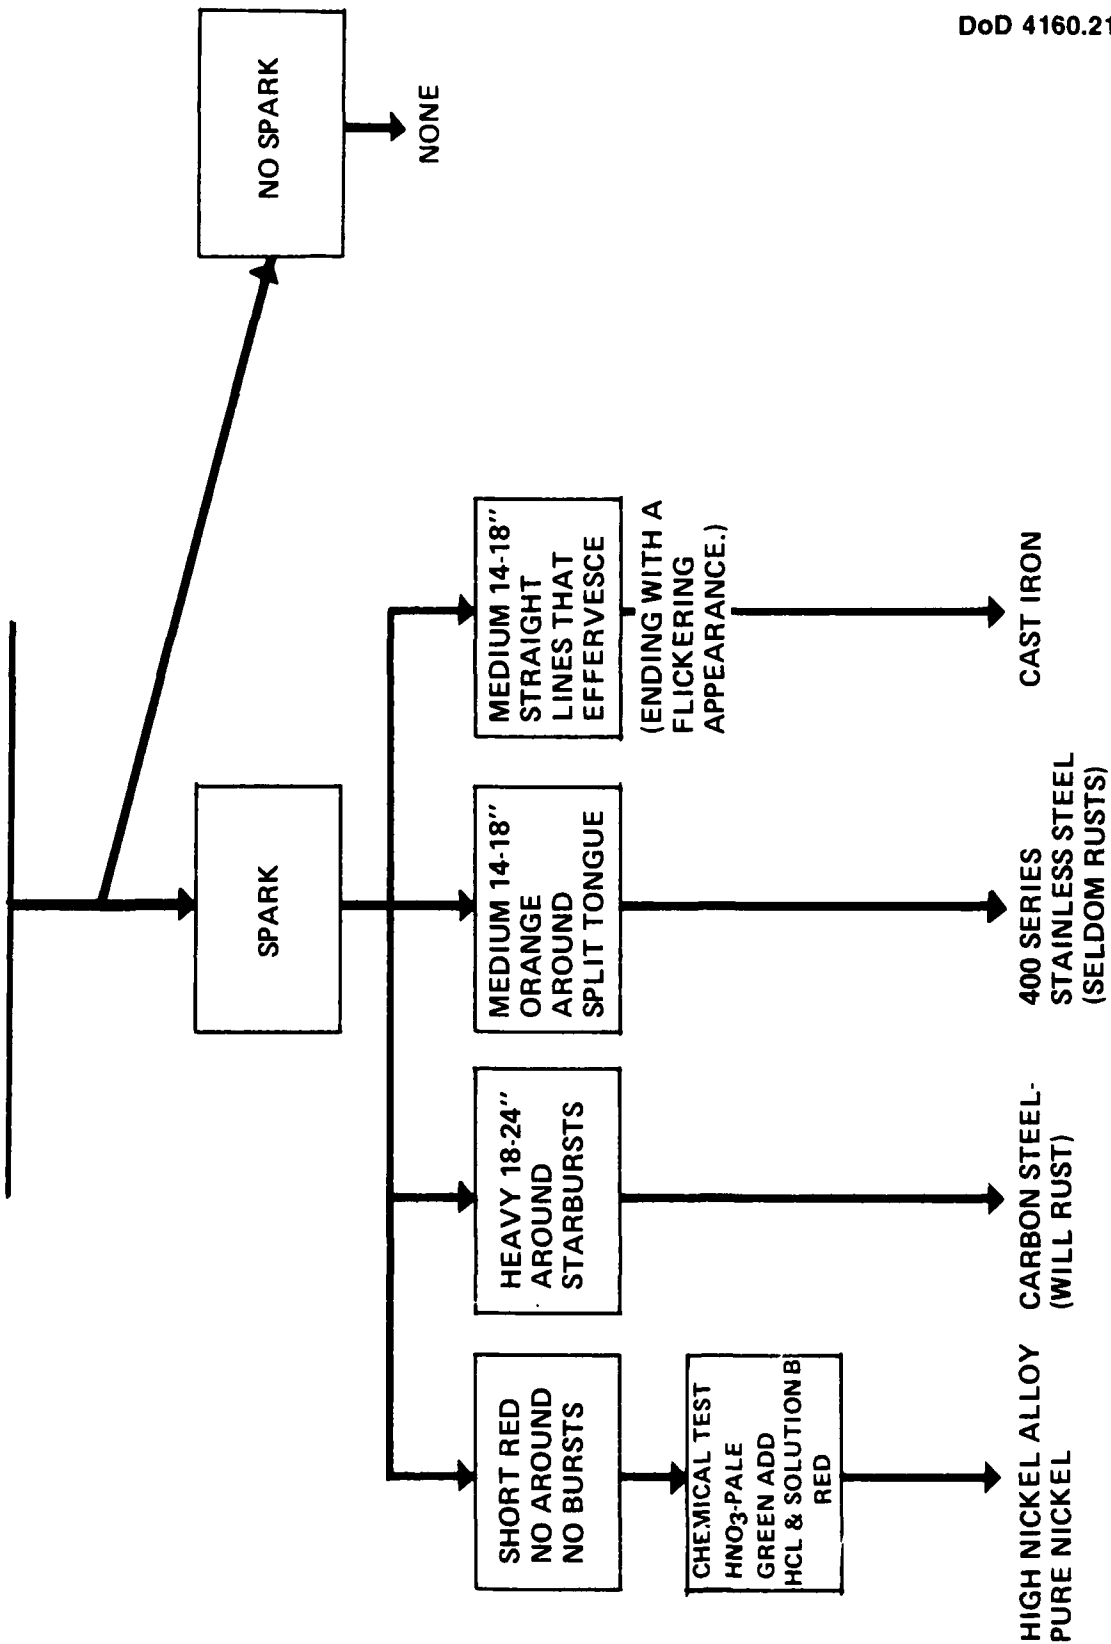 DoD 4160.21
SPARK
NO SPARK
NONE
SHORT RED
NO AROUND
NO BURSTS
HEAVY 18-24"
AROUND
STARBURSTS
MEDIUM 14-18"
ORANGE
AROUND
SPLIT TONGUE
MEDIUM 14-18"
STRAIGHT
LINES THAT
EFFERVESCE
(ENDING WITH A
FLICKERING
APPEARANCE.)
CHEMICAL TEST
HNO3-PALE
GREEN ADD
HCL & SOLUTION B
RED
HIGH NICKEL ALLOY
PURE NICKEL
CARBON STEEL-
(WILL RUST)
400 SERIES
STAINLESS STEEL
(SELDOM RUSTS)
CAST IRON